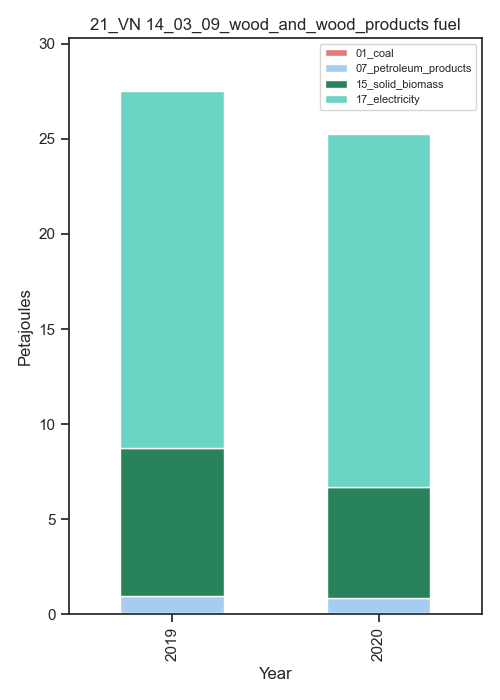 21_VN 14_03_09_wood_and_wood_products fuel
01_coal
07_petroleum_products
15_solid_biomass
17_electricity
30
25
20
15
10
5
0
Petajoules
2019
2020
Year